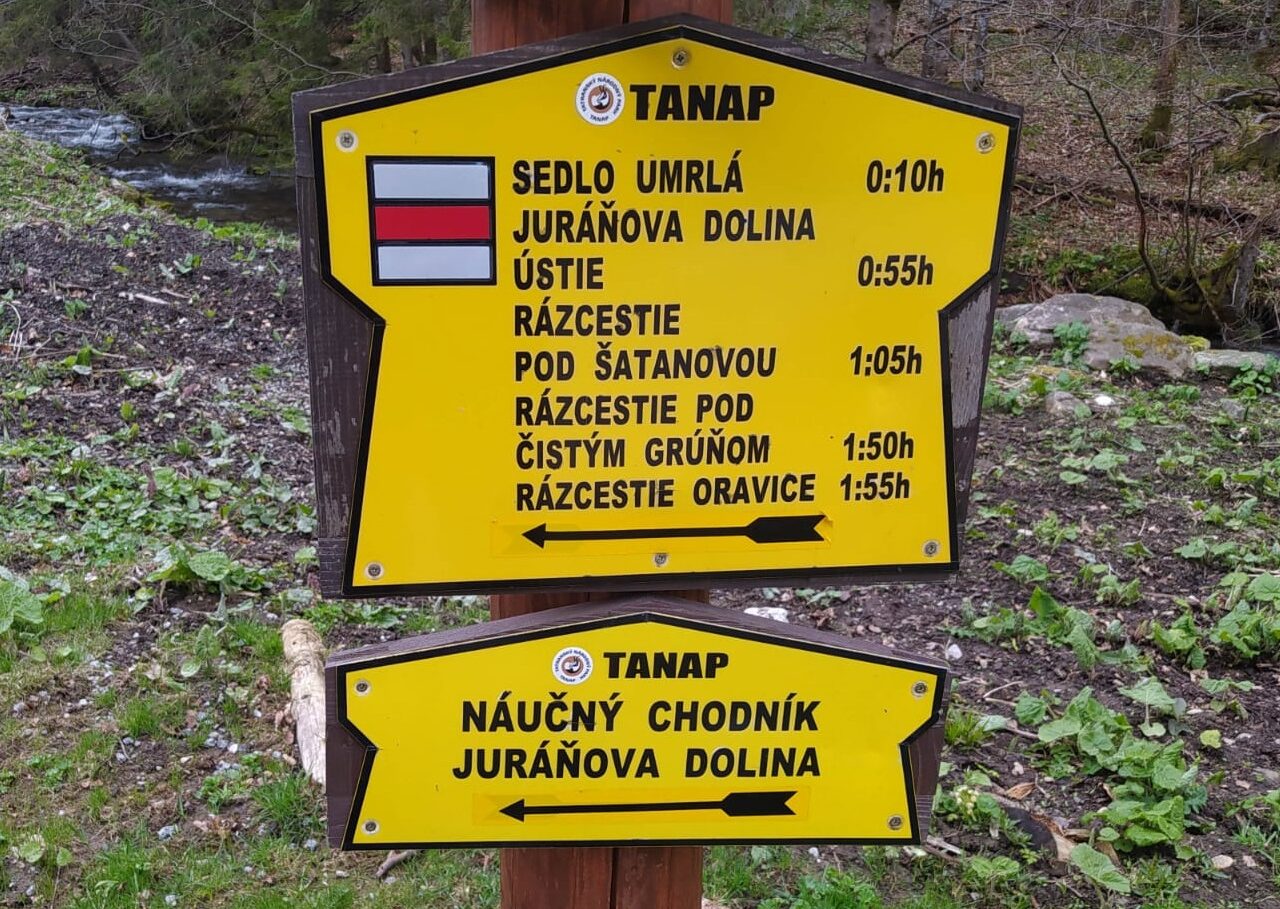 TANAP
SEDLO UMRLÁ 0:10h
JURÁŇOVA DOLINA
ÚSTIE 0:55h
RÁZCESTIE
POD ŠATANOVOU 1:05h
RÁZCESTIE POD
ČISTÝM GRÚŇOM 1:50h
RÁZCESTIE ORAVICE 1:55h
TANAP
NÁUČNÝ CHODNÍK
JURÁŇOVA DOLINA